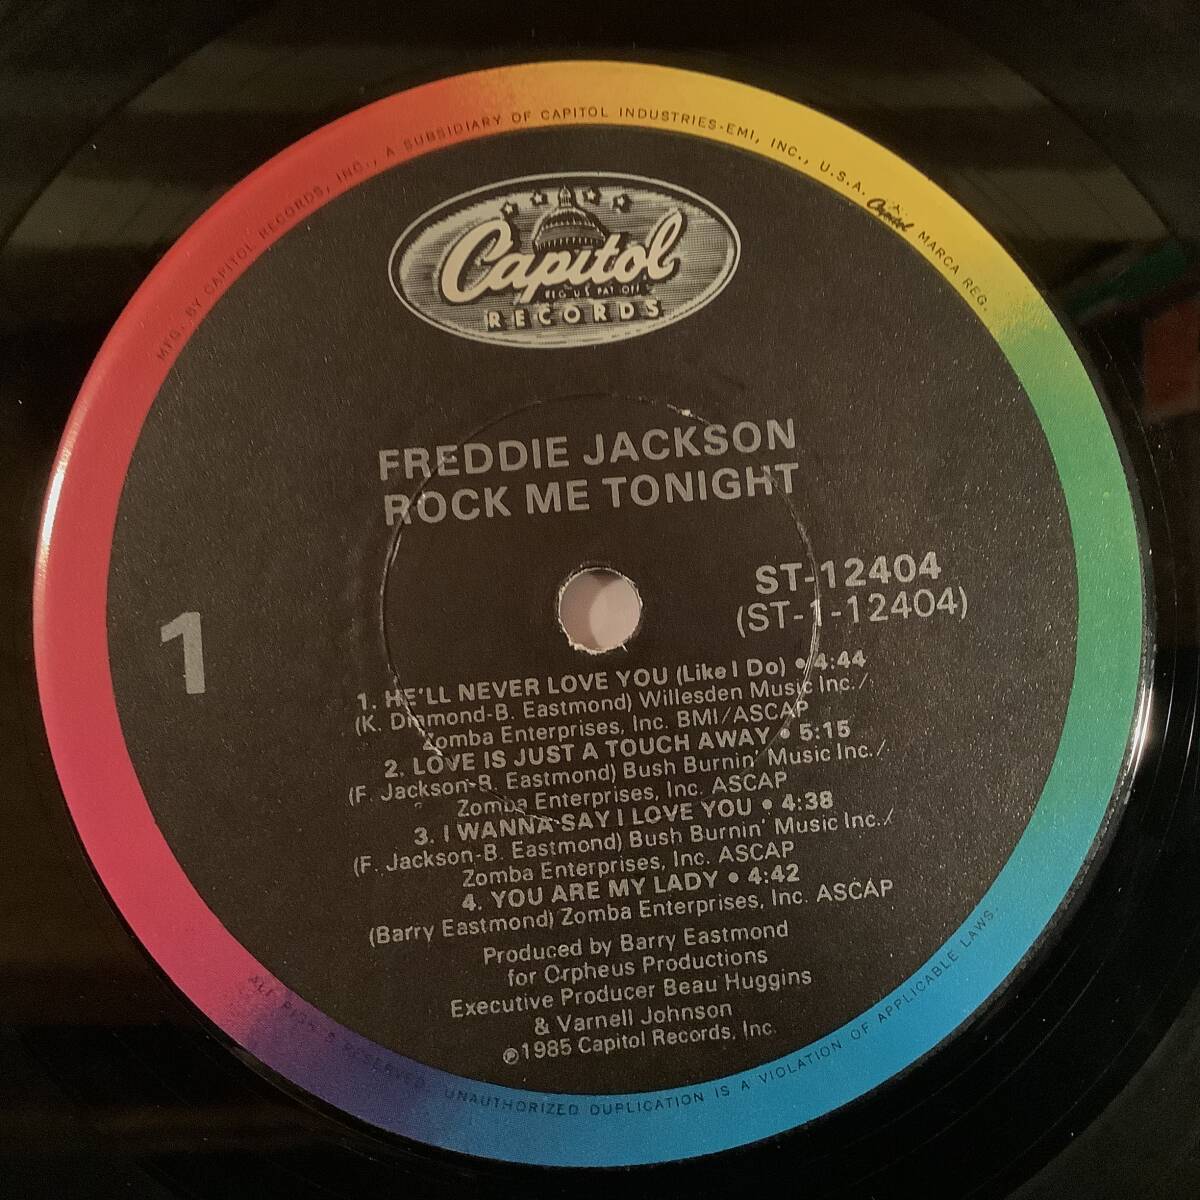 MFG. BY CAPITOL RECORDS, INC., A SUBSIDIARY OF CAPITOL INDUSTRIES-EMI, INC., U.S.A. Capitol MARCA REG.
Capitol
REG. U.S. PAT. OFF.
RECORDS
FREDDIE JACKSON
ROCK ME TONIGHT
ST-12404
(ST-1-12404)
1
1. HE'LL NEVER LOVE YOU (Like I Do) • 4:44
(K. Diamond-B. Eastmond) Willesden Music Inc./
Zomba Enterprises, Inc. BMI/ASCAP
2. LOVE IS JUST A TOUCH AWAY • 5:15
(F. Jackson-B. Eastmond) Bush Burnin' Music Inc./
Zomba Enterprises, Inc. ASCAP
3. I WANNA SAY I LOVE YOU • 4:38
(F. Jackson-B. Eastmond) Bush Burnin' Music Inc./
Zomba Enterprises, Inc. ASCAP
4. YOU ARE MY LADY • 4:42
(Barry Eastmond) Zomba Enterprises, Inc. ASCAP
Produced by Barry Eastmond
for Orpheus Productions
Executive Producer Beau Huggins
& Varnell Johnson
℗1985 Capitol Records, Inc.
ALL RIGHTS RESERVED. UNAUTHORIZED DUPLICATION IS A VIOLATION OF APPLICABLE LAWS.